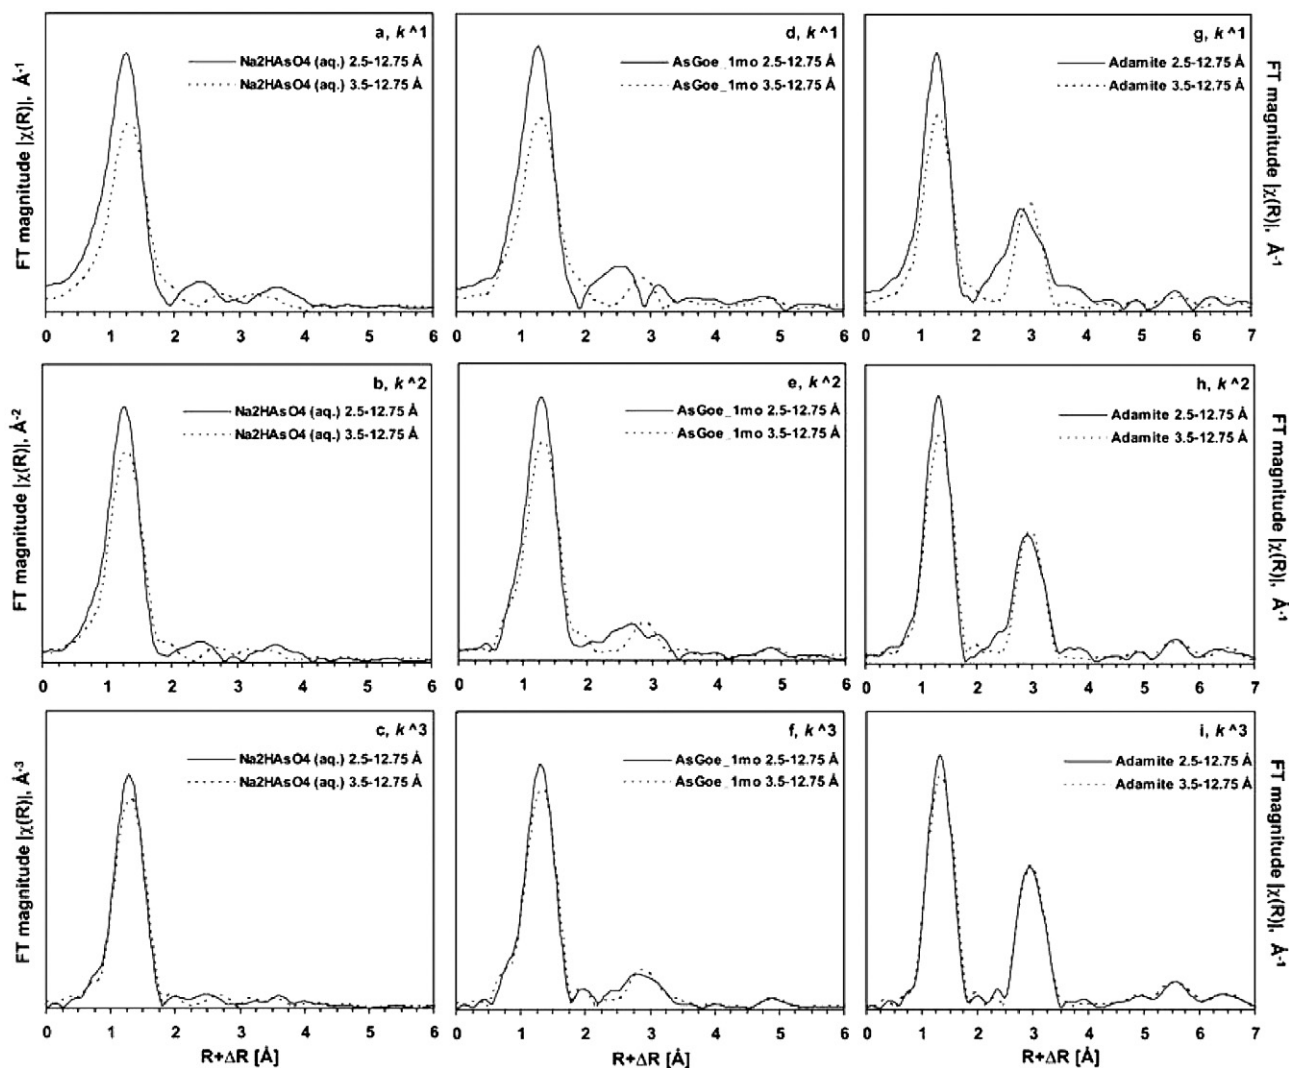 a, k ^1
Na2HAsO4 (aq.) 2.5-12.75 Å
Na2HAsO4 (aq.) 3.5-12.75 Å
FT magnitude |χ(R)|, Å-1
0 1 2 3 4 5 6
d, k ^1
AsGoe_1mo 2.5-12.75 Å
AsGoe_1mo 3.5-12.75 Å
0 1 2 3 4 5 6
g, k ^1
Adamite 2.5-12.75 Å
Adamite 3.5-12.75 Å
FT magnitude |χ(R)|, Å-1
0 1 2 3 4 5 6 7
b, k ^2
Na2HAsO4 (aq.) 2.5-12.75 Å
Na2HAsO4 (aq.) 3.5-12.75 Å
FT magnitude |χ(R)|, Å-2
0 1 2 3 4 5 6
e, k ^2
AsGoe_1mo 2.5-12.75 Å
AsGoe_1mo 3.5-12.75 Å
0 1 2 3 4 5 6
h, k ^2
Adamite 2.5-12.75 Å
Adamite 3.5-12.75 Å
FT magnitude |χ(R)|, Å-1
0 1 2 3 4 5 6 7
c, k ^3
Na2HAsO4 (aq.) 2.5-12.75 Å
Na2HAsO4 (aq.) 3.5-12.75 Å
FT magnitude |χ(R)|, Å-3
0 1 2 3 4 5 6
R+ΔR [Å]
f, k ^3
AsGoe_1mo 2.5-12.75 Å
AsGoe_1mo 3.5-12.75 Å
0 1 2 3 4 5 6
R+ΔR [Å]
i, k ^3
Adamite 2.5-12.75 Å
Adamite 3.5-12.75 Å
FT magnitude |χ(R)|, Å-1
0 1 2 3 4 5 6 7
R+ΔR [Å]